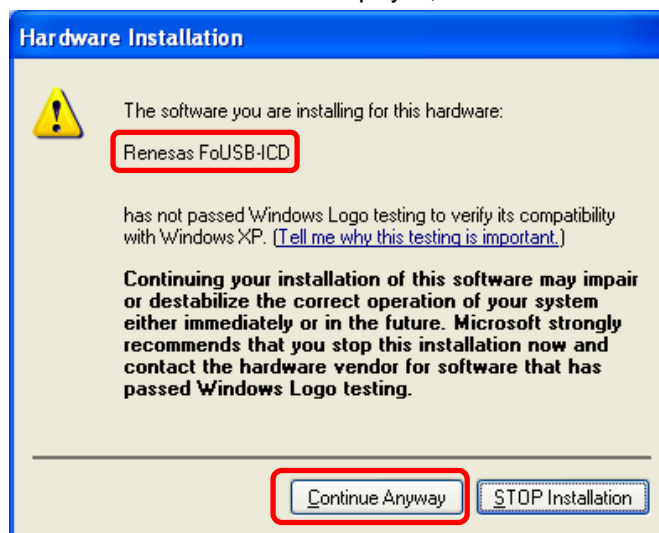 Hardware Installation
The software you are installing for this hardware:
Renesas FoUSB-ICD
has not passed Windows Logo testing to verify its compatibility
with Windows XP. (Tell me why this testing is important.)
Continuing your installation of this software may impair
or destabilize the correct operation of your system
either immediately or in the future. Microsoft strongly
recommends that you stop this installation now and
contact the hardware vendor for software that has
passed Windows Logo testing.
Continue Anyway
STOP Installation